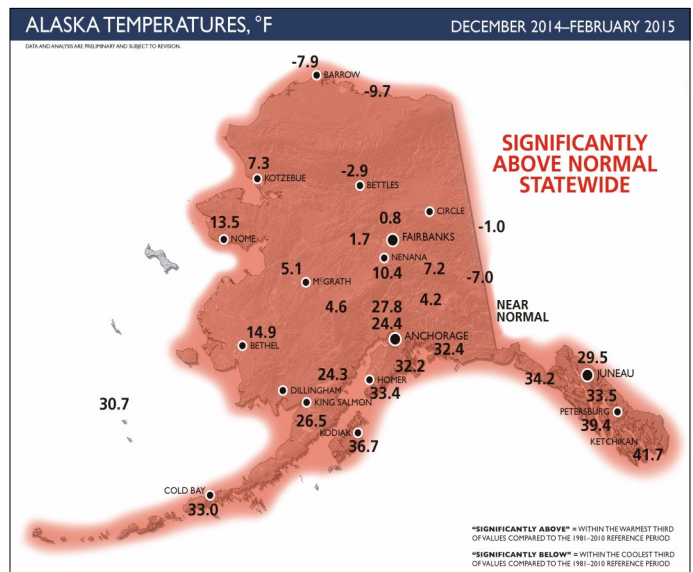 ALASKA TEMPERATURES, °F
DECEMBER 2014–FEBRUARY 2015
DATA AND ANALYSIS ARE PRELIMINARY AND SUBJECT TO REVISION.
-7.9
BARROW
-9.7
SIGNIFICANTLY
ABOVE NORMAL
STATEWIDE
7.3
KOTZEBUE
-2.9
BETTLES
CIRCLE
13.5
NOME
0.8
-1.0
1.7
FAIRBANKS
NENANA
5.1
10.4
7.2
-7.0
McGRATH
4.6
27.8
4.2
NEAR
NORMAL
24.4
14.9
BETHEL
ANCHORAGE
32.4
24.3
32.2
29.5
HOMER
34.2
JUNEAU
DILLINGHAM
33.4
33.5
KING SALMON
30.7
PETERSBURG
26.5
39.4
KODIAK
KETCHIKAN
36.7
41.7
COLD BAY
33.0
"SIGNIFICANTLY ABOVE" = WITHIN THE WARMEST THIRD
OF VALUES COMPARED TO THE 1981–2010 REFERENCE PERIOD
"SIGNIFICANTLY BELOW" = WITHIN THE COOLEST THIRD
OF VALUES COMPARED TO THE 1981–2010 REFERENCE PERIOD